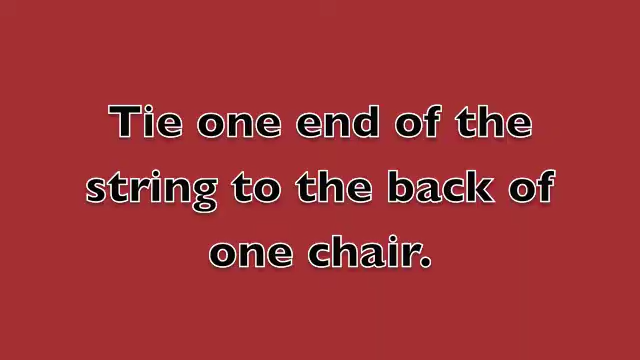 Tie one end of the
string to the back of
one chair.